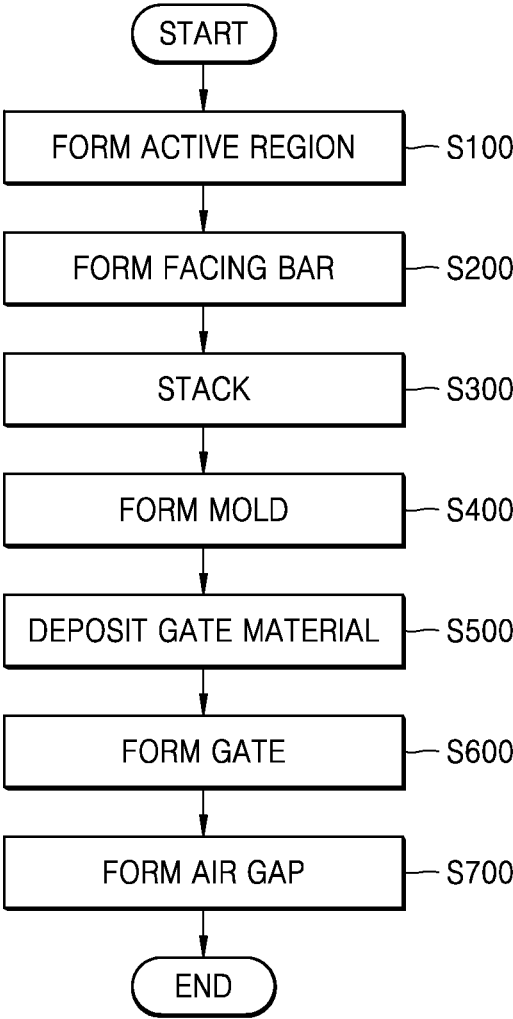 START
FORM ACTIVE REGION S100
FORM FACING BAR S200
STACK S300
FORM MOLD S400
DEPOSIT GATE MATERIAL S500
FORM GATE S600
FORM AIR GAP S700
END